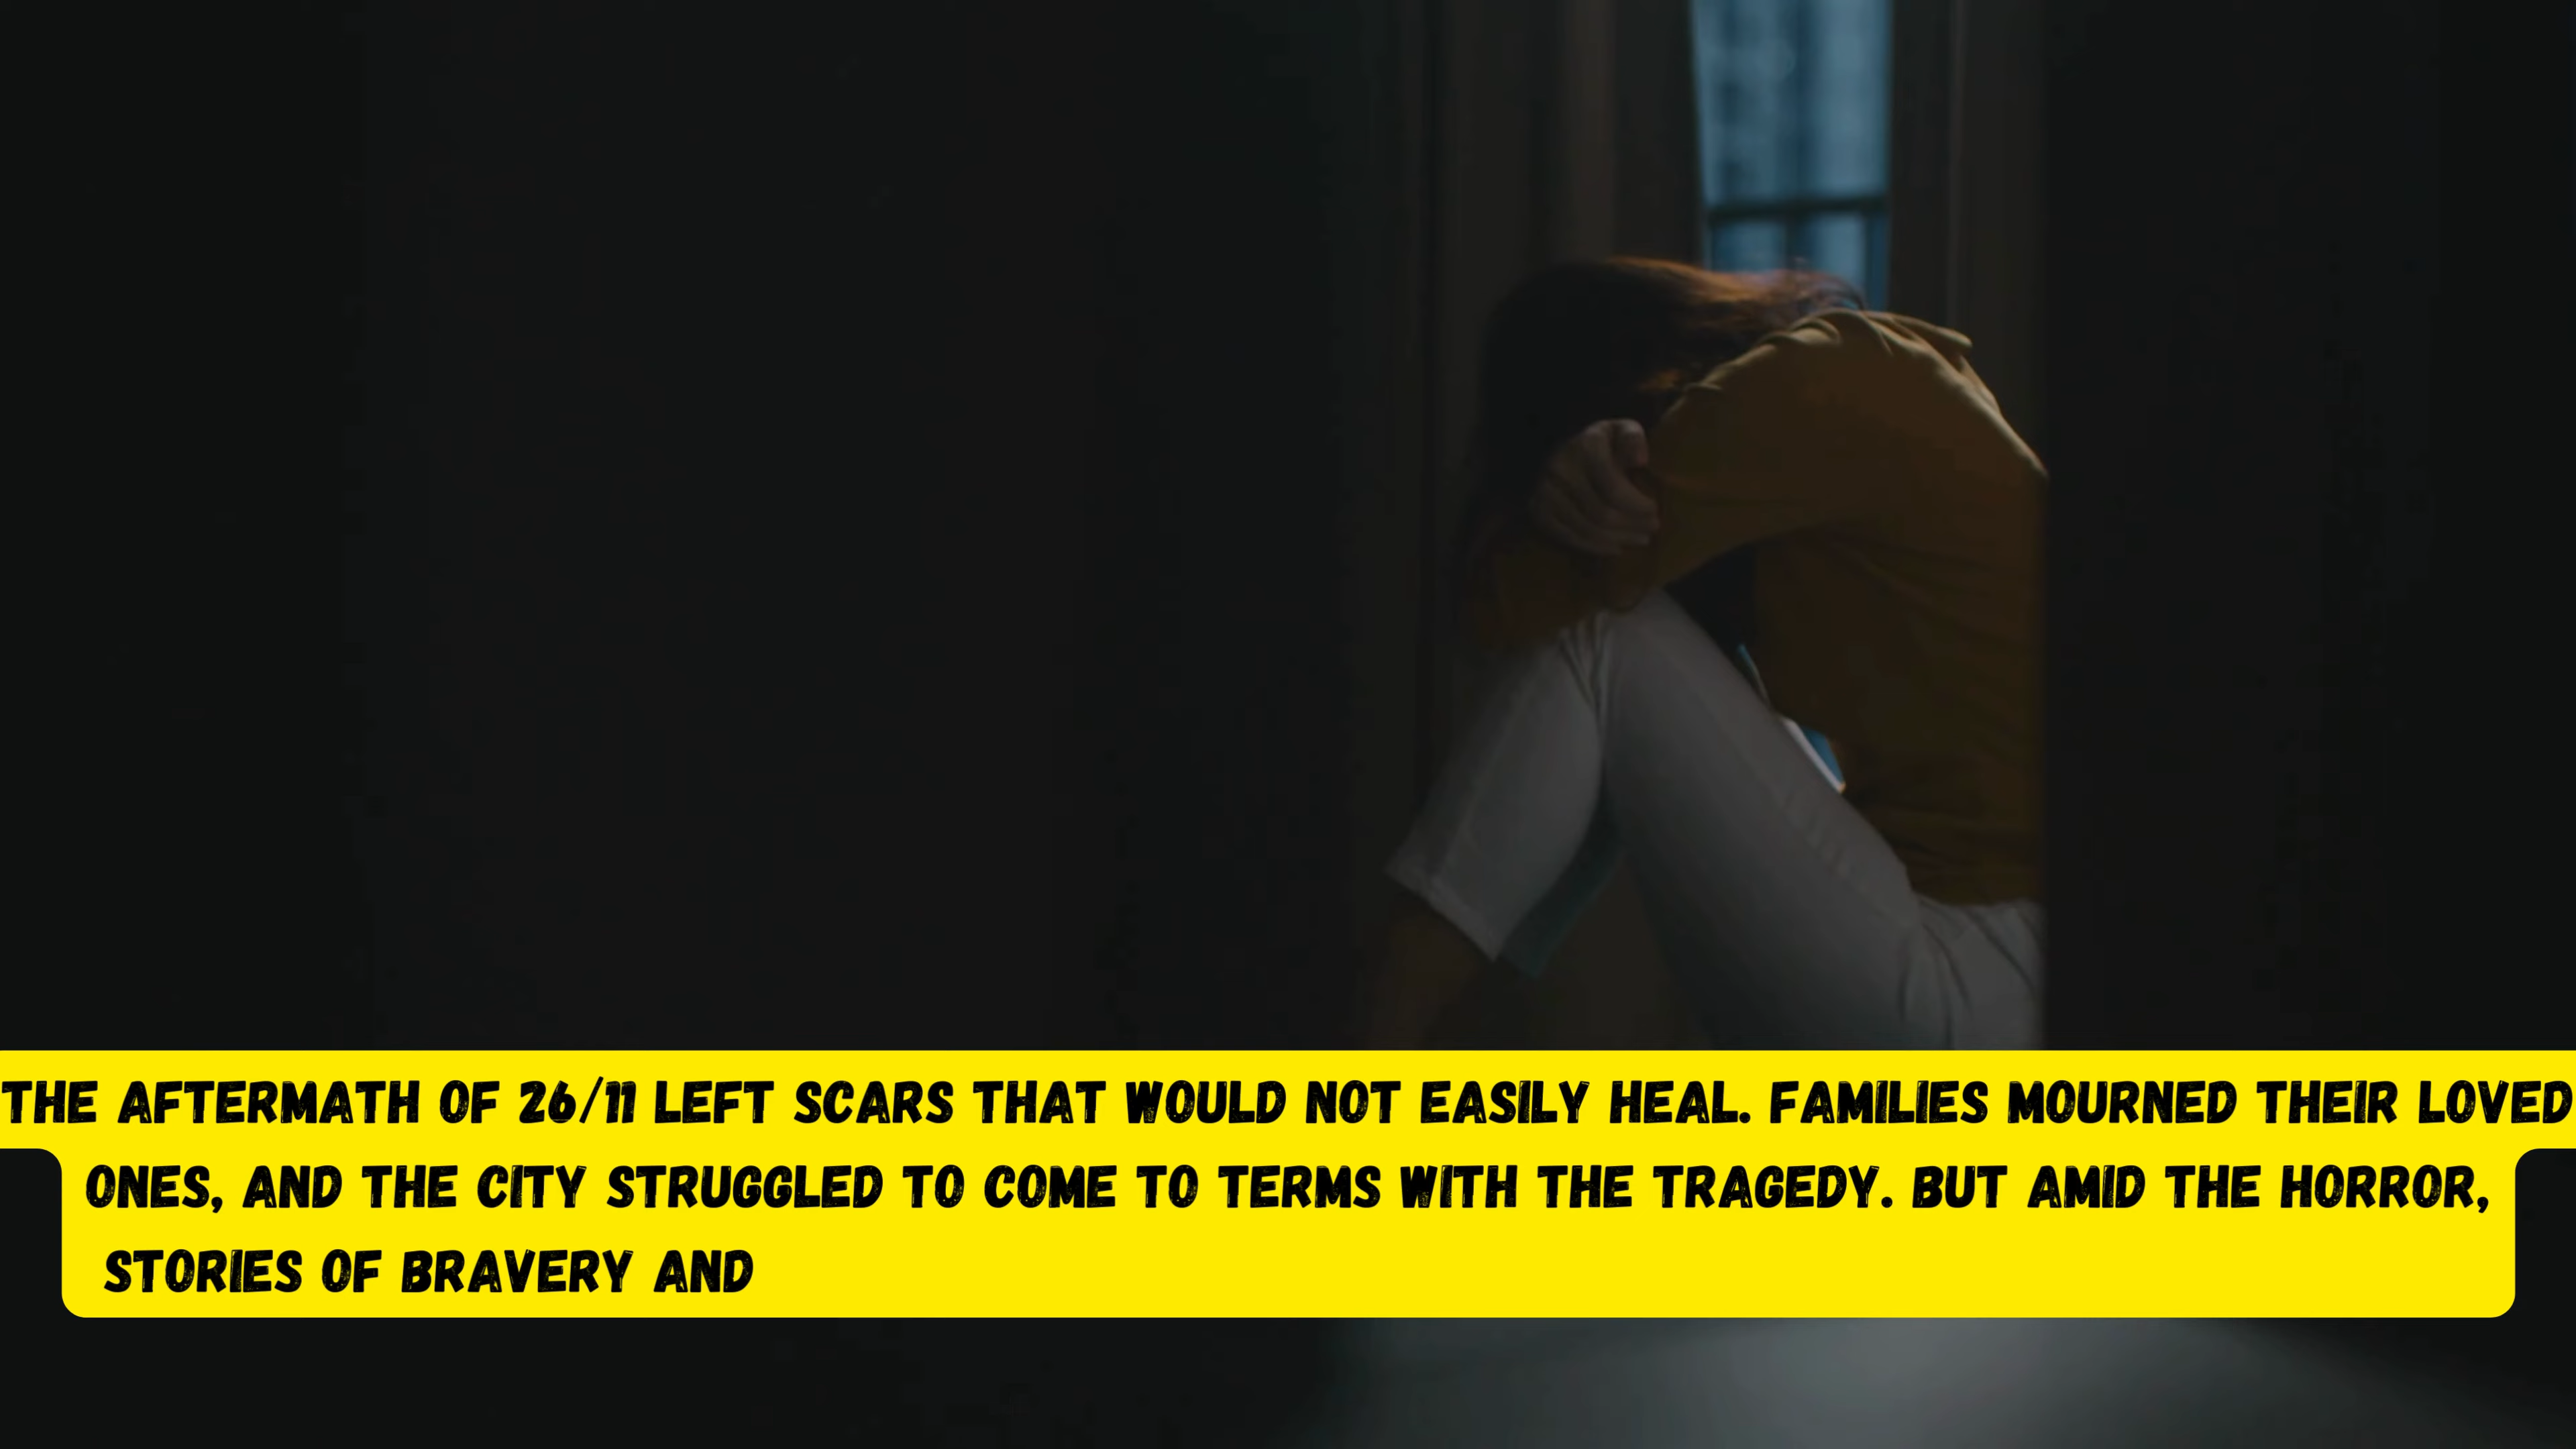 THE AFTERMATH OF 26/11 LEFT SCARS THAT WOULD NOT EASILY HEAL. FAMILIES MOURNED THEIR LOVED
ONES, AND THE CITY STRUGGLED TO COME TO TERMS WITH THE TRAGEDY. BUT AMID THE HORROR,
STORIES OF BRAVERY AND